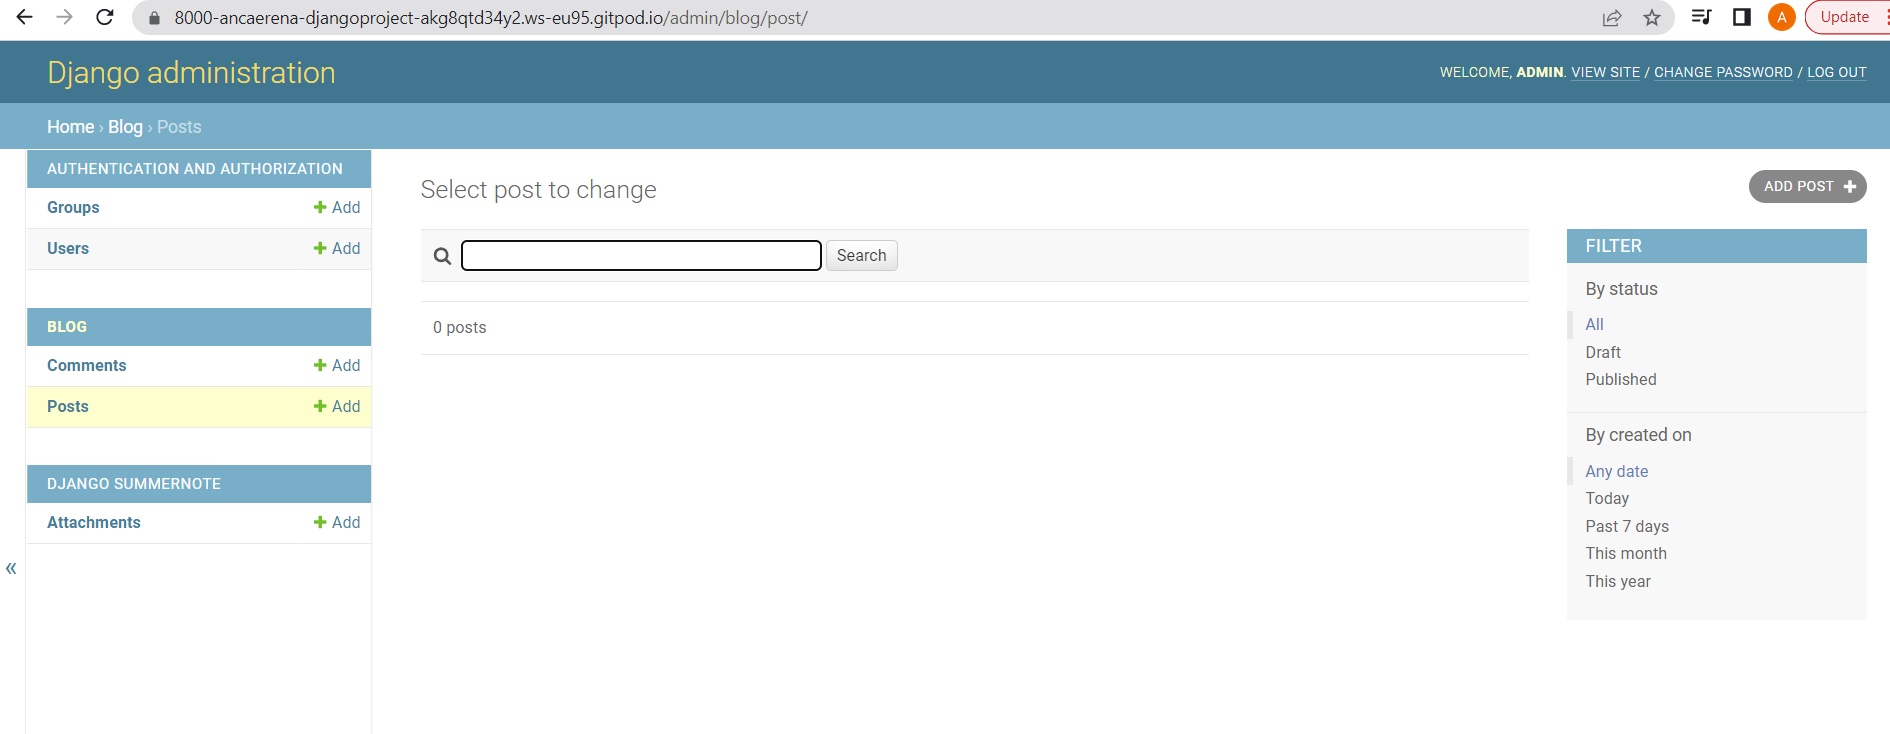 8000-ancaerena-djangoproject-akg8qtd34y2.ws-eu95.gitpod.io/admin/blog/post/
A
Update
Django administration
WELCOME, ADMIN. VIEW SITE / CHANGE PASSWORD / LOG OUT
Home › Blog › Posts
AUTHENTICATION AND AUTHORIZATION
Groups + Add
Users + Add
BLOG
Comments + Add
Posts + Add
DJANGO SUMMERNOTE
Attachments + Add
«
Select post to change
ADD POST +
Search
0 posts
FILTER
By status
All
Draft
Published
By created on
Any date
Today
Past 7 days
This month
This year